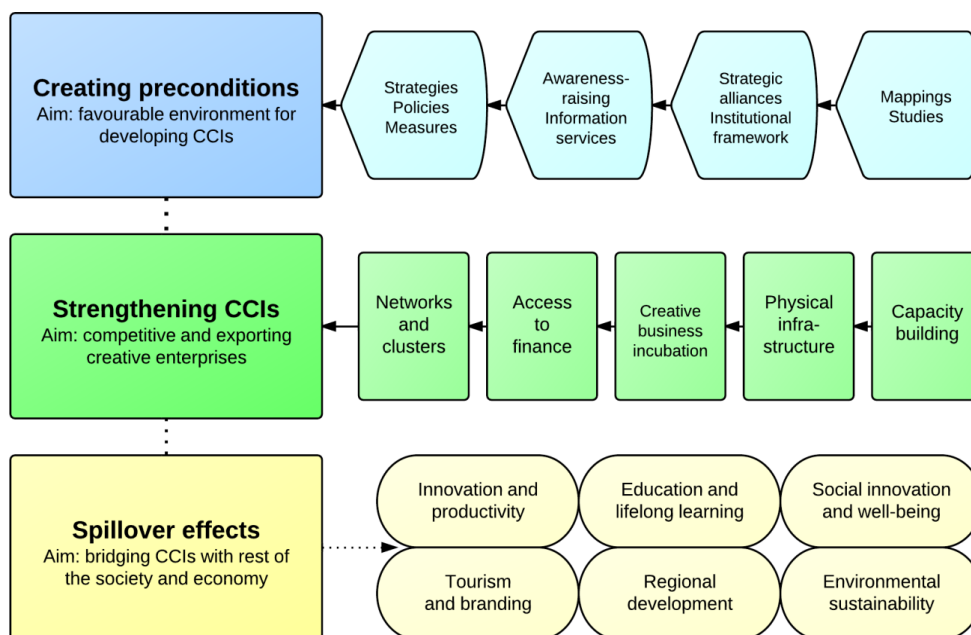 Creating preconditions
Aim: favourable environment for
developing CCIs
Strategies
Policies
Measures
Awareness-
raising
Information
services
Strategic
alliances
Institutional
framework
Mappings
Studies
Strengthening CCIs
Aim: competitive and exporting
creative enterprises
Networks
and
clusters
Access
to
finance
Creative
business
incubation
Physical
infra-
structure
Capacity
building
Spillover effects
Aim: bridging CCIs with rest of
the society and economy
Innovation and
productivity
Education and
lifelong learning
Social innovation
and well-being
Tourism
and branding
Regional
development
Environmental
sustainability